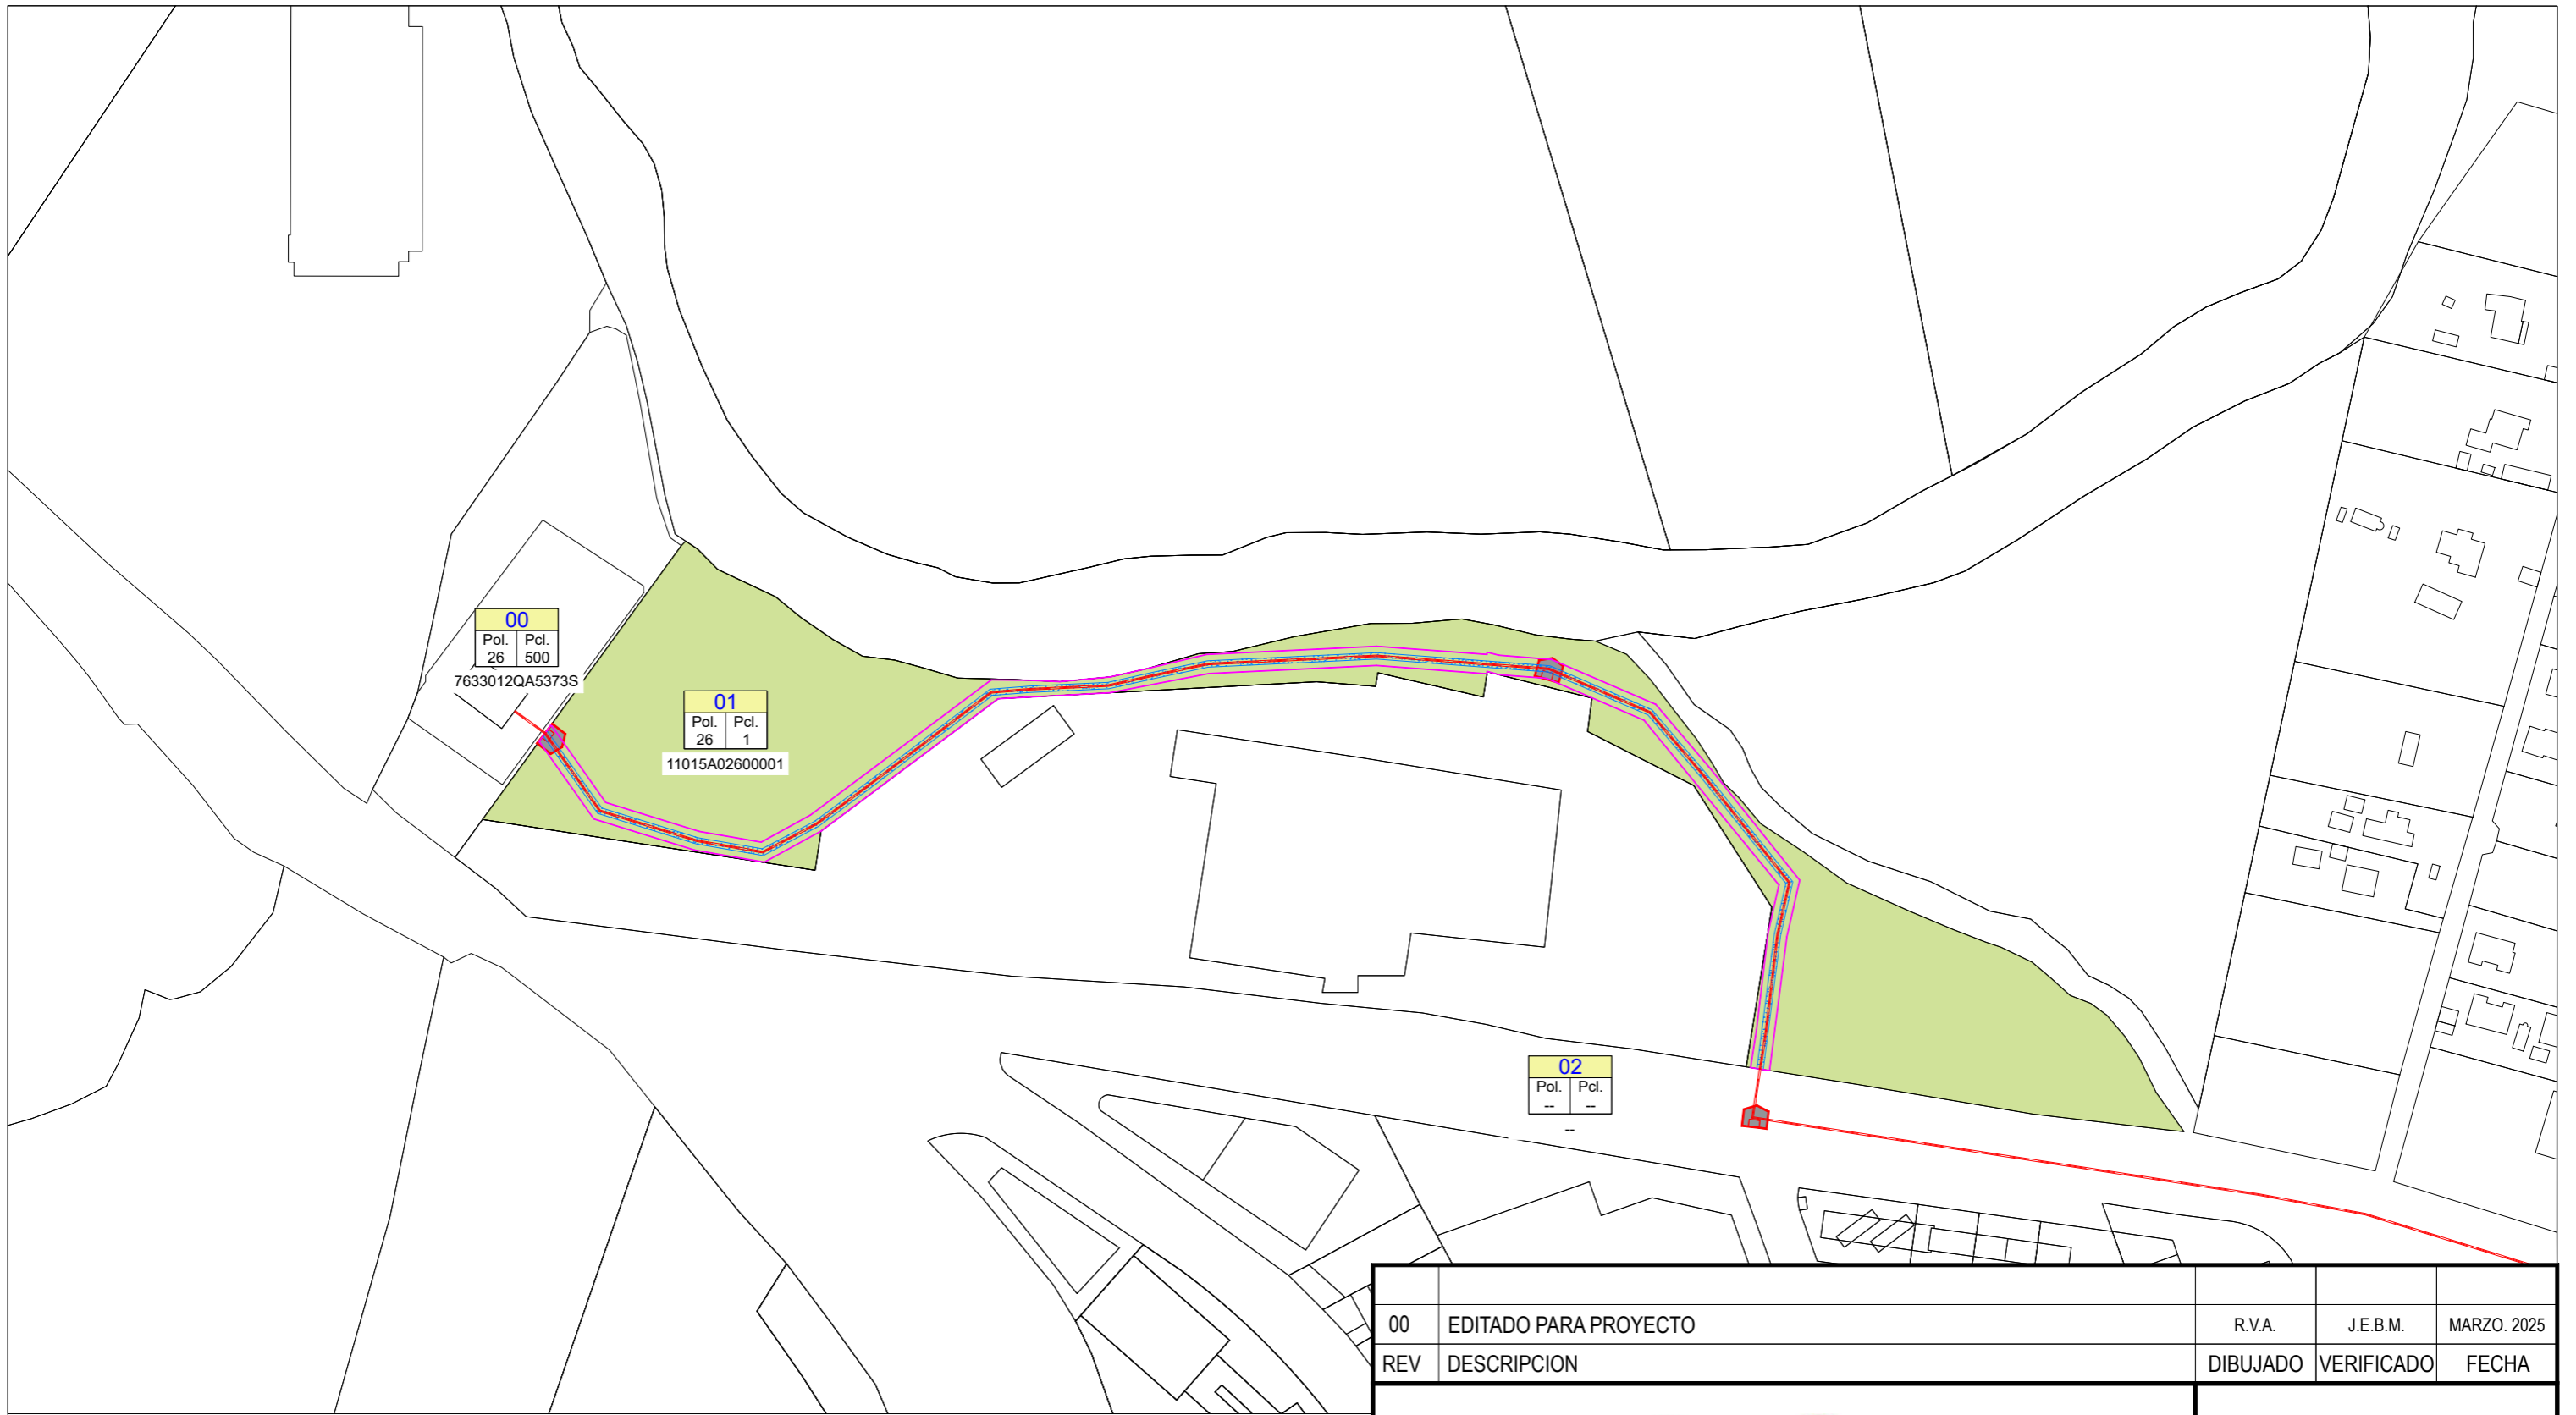 00
Pol. Pcl.
26 500
7633012QA5373S
01
Pol. Pcl.
26 1
11015A02600001
02
Pol. Pcl.
-- --
--
00 EDITADO PARA PROYECTO R.V.A. J.E.B.M. MARZO. 2025
REV DESCRIPCION DIBUJADO VERIFICADO FECHA